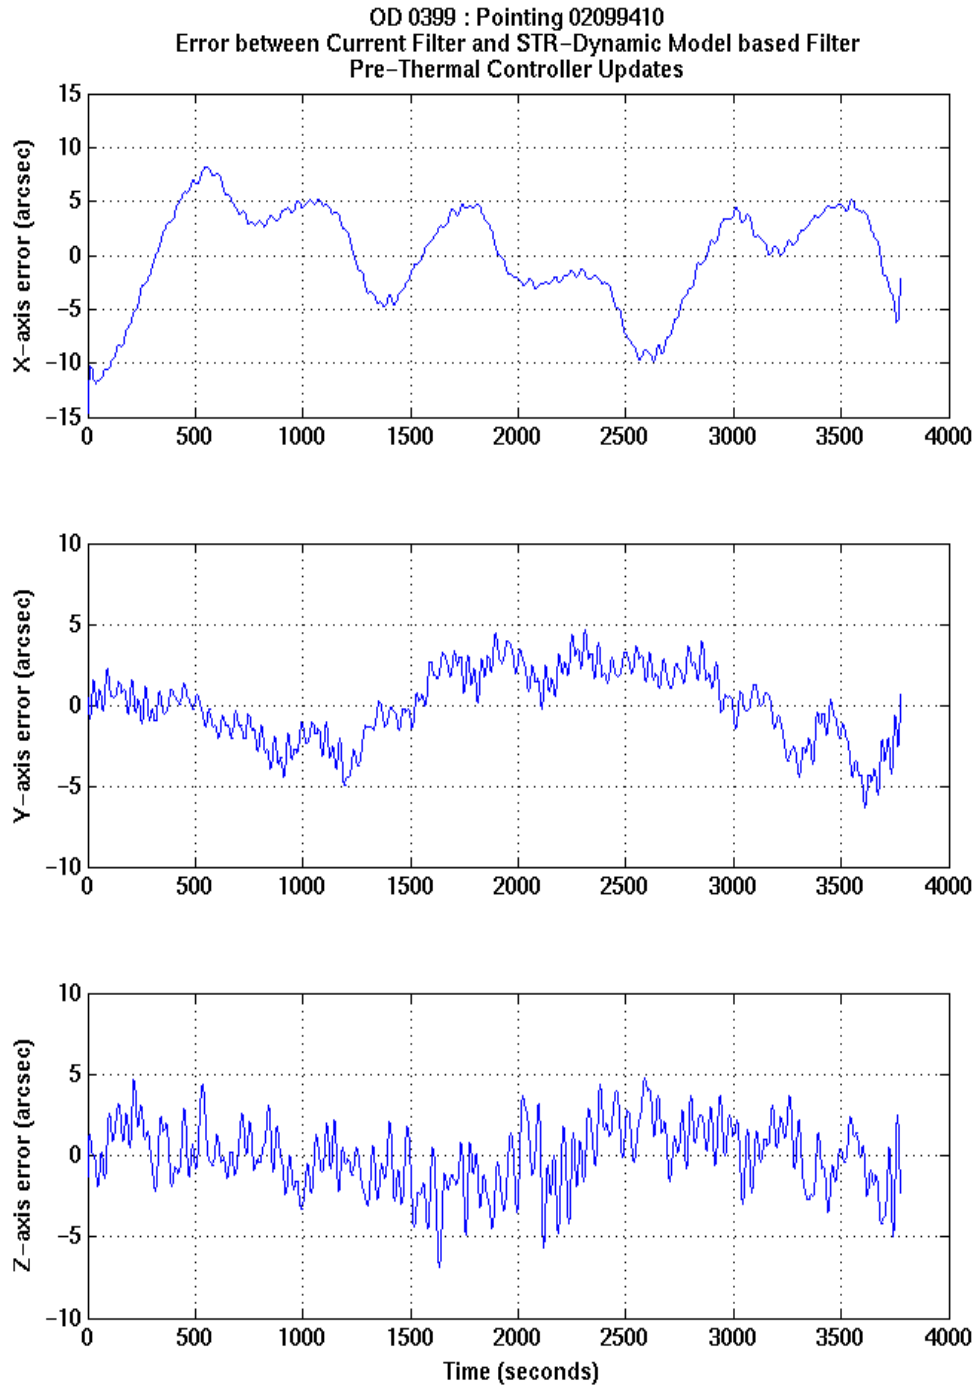 OD 0399 : Pointing 02099410
Error between Current Filter and STR-Dynamic Model based Filter
Pre-Thermal Controller Updates
15
10
5
0
-5
-10
-15
X-axis error (arcsec)
0 500 1000 1500 2000 2500 3000 3500 4000
10
5
0
-5
-10
Y-axis error (arcsec)
0 500 1000 1500 2000 2500 3000 3500 4000
10
5
0
-5
-10
Z-axis error (arcsec)
0 500 1000 1500 2000 2500 3000 3500 4000
Time (seconds)